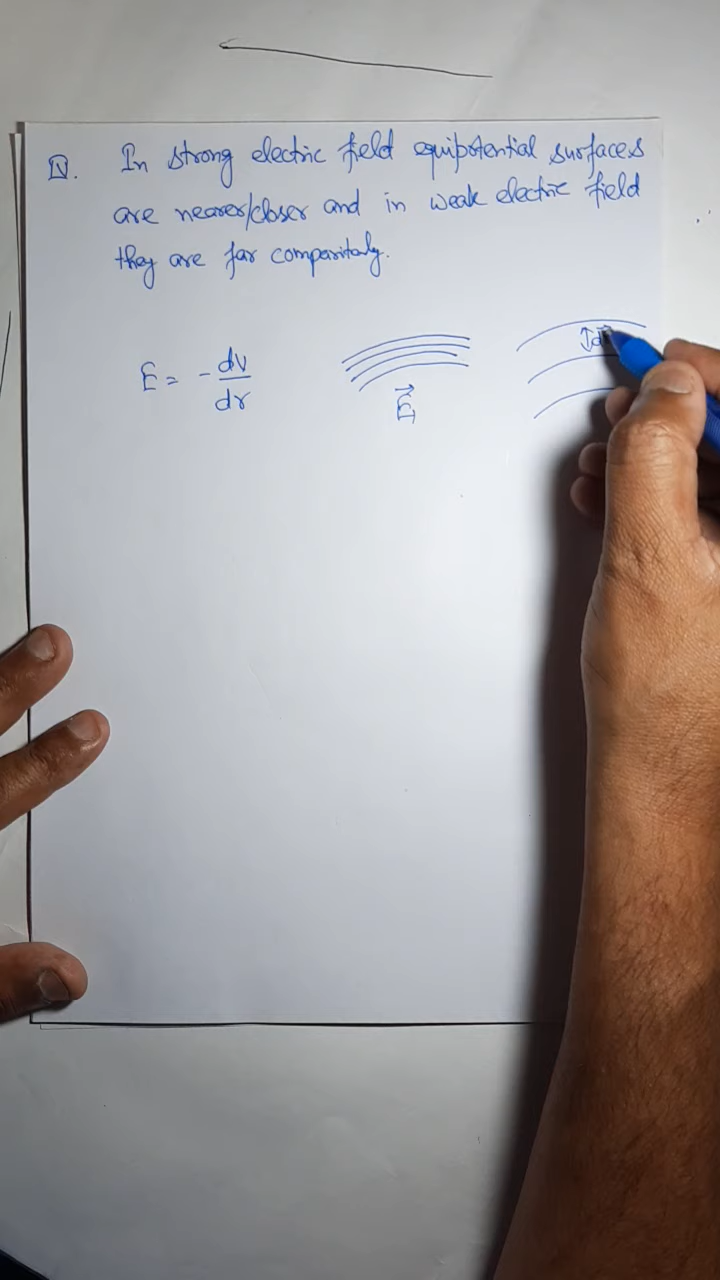 IV. In strong electric field equipotential surfaces
are nearer/closer and in weak electric field
they are far comparitaly.
E = - dV/dr
E⃗
↕d